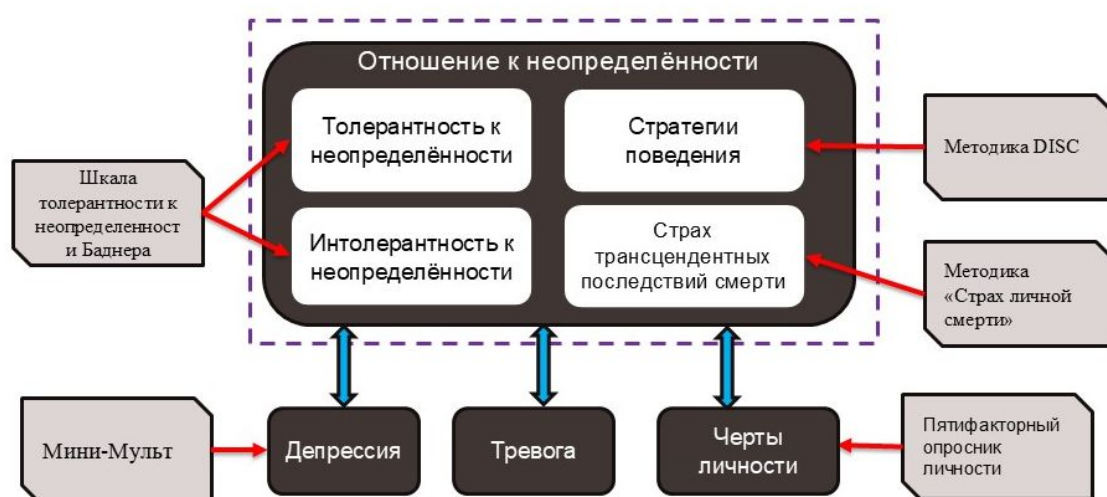 Отношение к неопределённости
Толерантность к
неопределённости
Стратегии
поведения
Интолерантность к
неопределённости
Страх
трансцендентных
последствий смерти
Шкала
толерантности к
неопределенност
и Баднера
Методика DISC
Методика
«Страх личной
смерти»
Мини-Мульт
Депрессия
Тревога
Черты
личности
Пятифакторный
опросник
личности